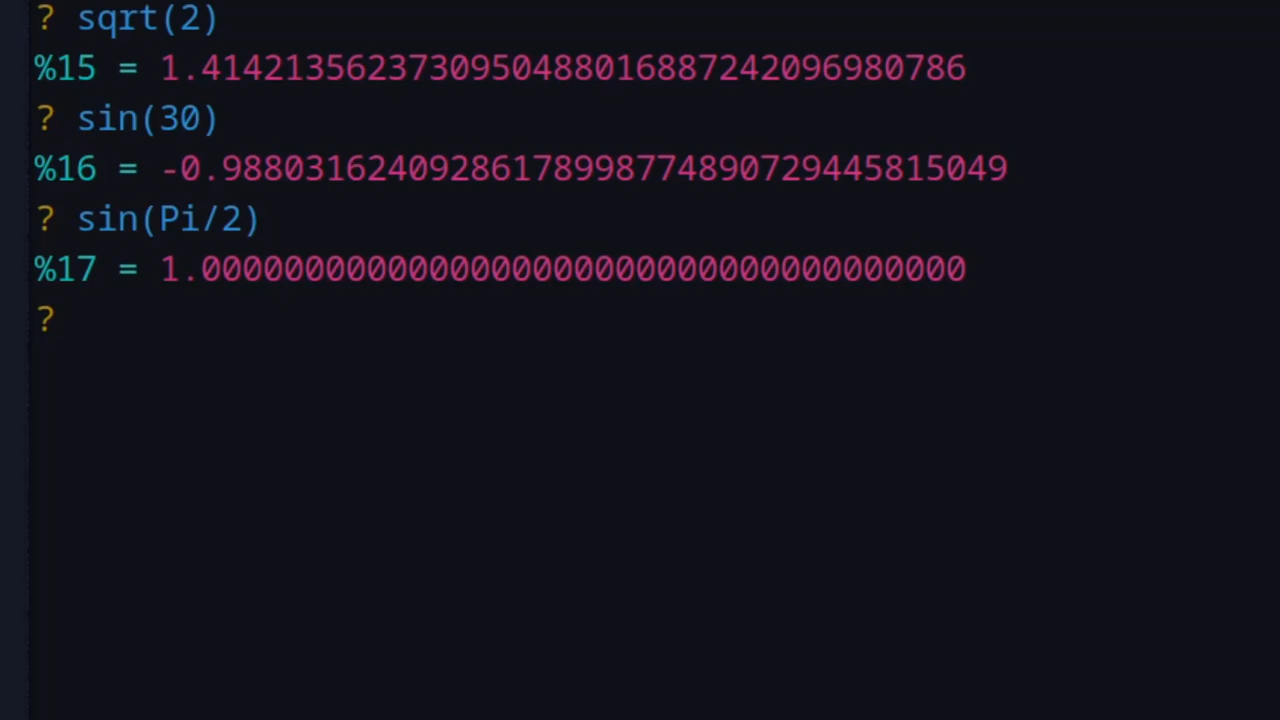 ? sqrt(2)
%15 = 1.4142135623730950488016887242096980786
? sin(30)
%16 = -0.98803162409286178998774890729445815049
? sin(Pi/2)
%17 = 1.0000000000000000000000000000000000000
?